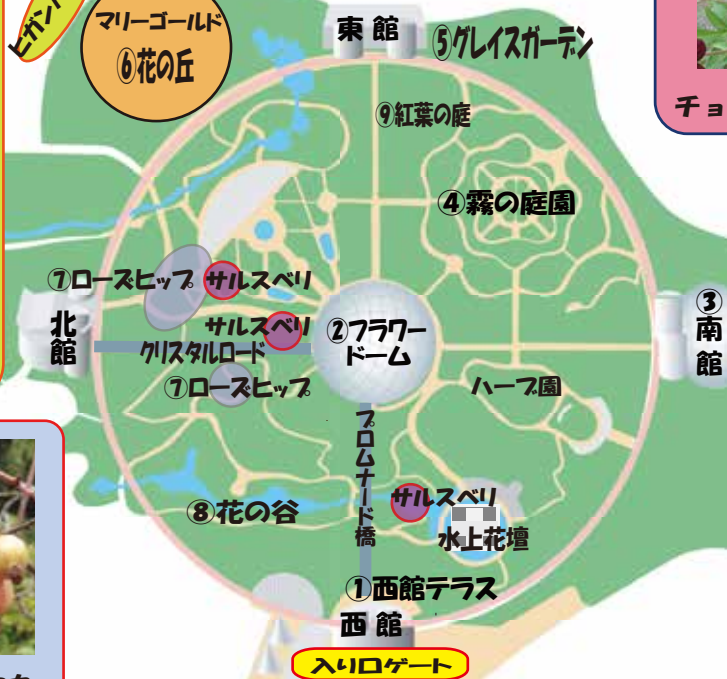 ヒガンバ
マリーゴールド
⑥花の丘
東館
⑤グレイスガーデン
チョ
⑨紅葉の庭
④霧の庭園
⑦ローズヒップ
サルスベリ
北館
サルスベリ
②フラワー
ドーム
③南館
クリスタルロード
⑦ローズヒップ
ハーブ園
プロムナード橋
サルスベリ
⑧花の谷
水上花壇
①西館テラス
西館
入り口ゲート